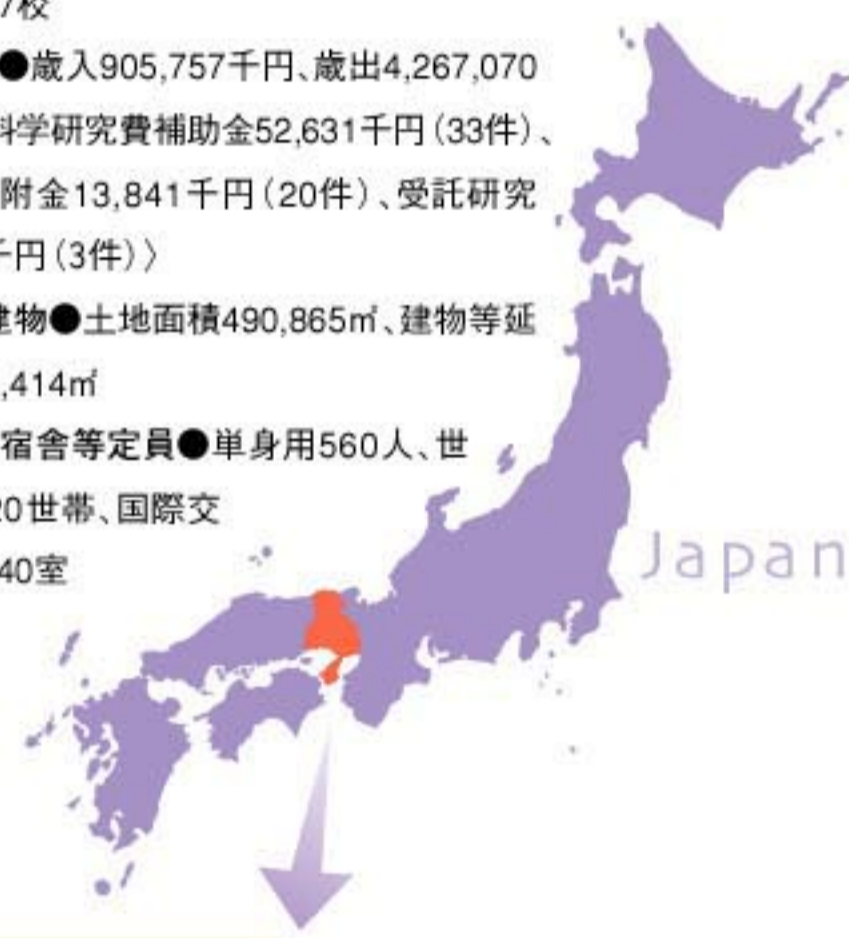 7校
●歳入905,757千円、歳出4,267,070
科学研究費補助金52,631千円（33件）、
附金13,841千円（20件）、受託研究
千円（3件）〉
建物●土地面積490,865㎡、建物等延
,414㎡
宿舎等定員●単身用560人、世
20世帯、国際交
40室
Japan